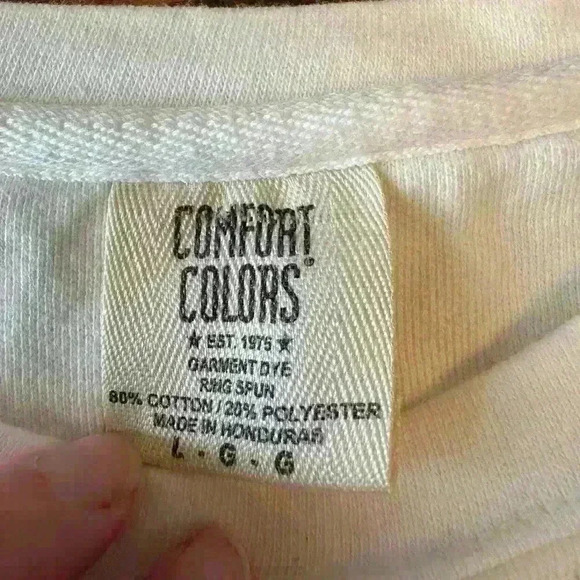 COMFORT
COLORS®
★ EST. 1975 ★
GARMENT DYE
RING SPUN
80% COTTON / 20% POLYESTER
MADE IN HONDURAS
L - G - G